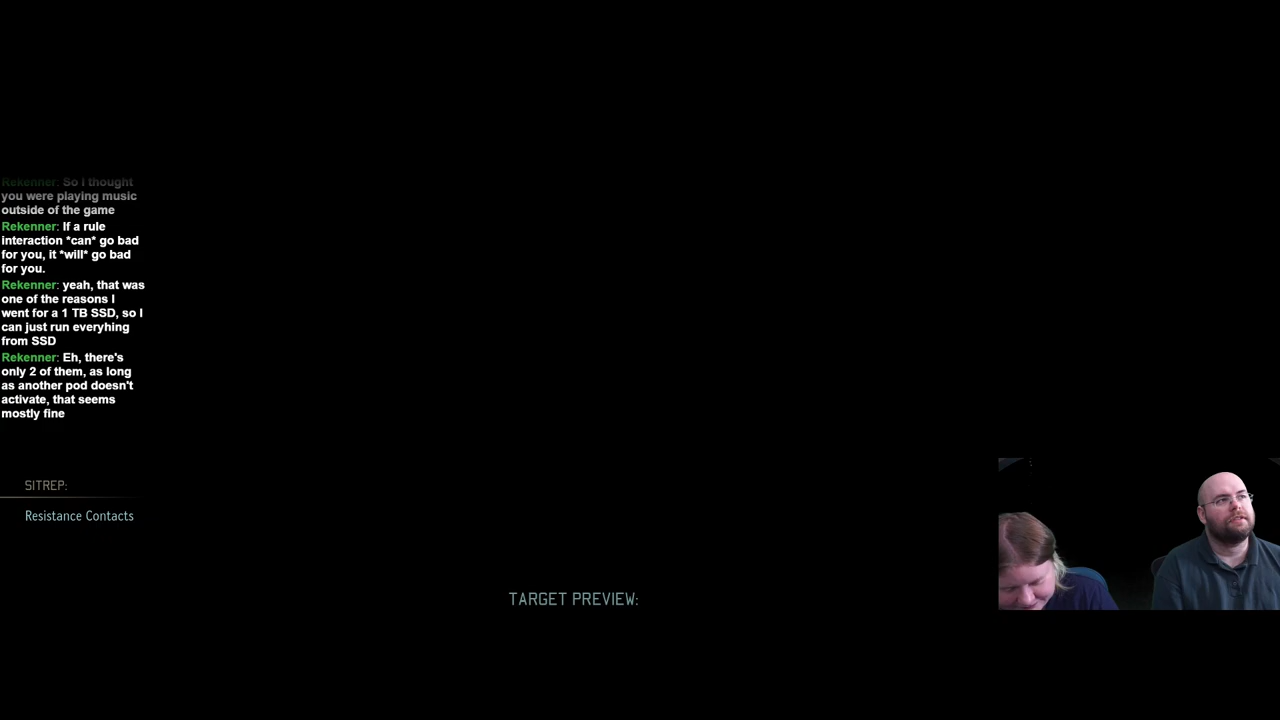 Rekenner: So I thought
you were playing music
outside of the game
Rekenner: If a rule
interaction *can* go bad
for you, it *will* go bad
for you.
Rekenner: yeah, that was
one of the reasons I
went for a 1 TB SSD, so I
can just run everyhing
from SSD
Rekenner: Eh, there's
only 2 of them, as long
as another pod doesn't
activate, that seems
mostly fine
SITREP:
Resistance Contacts
TARGET PREVIEW: